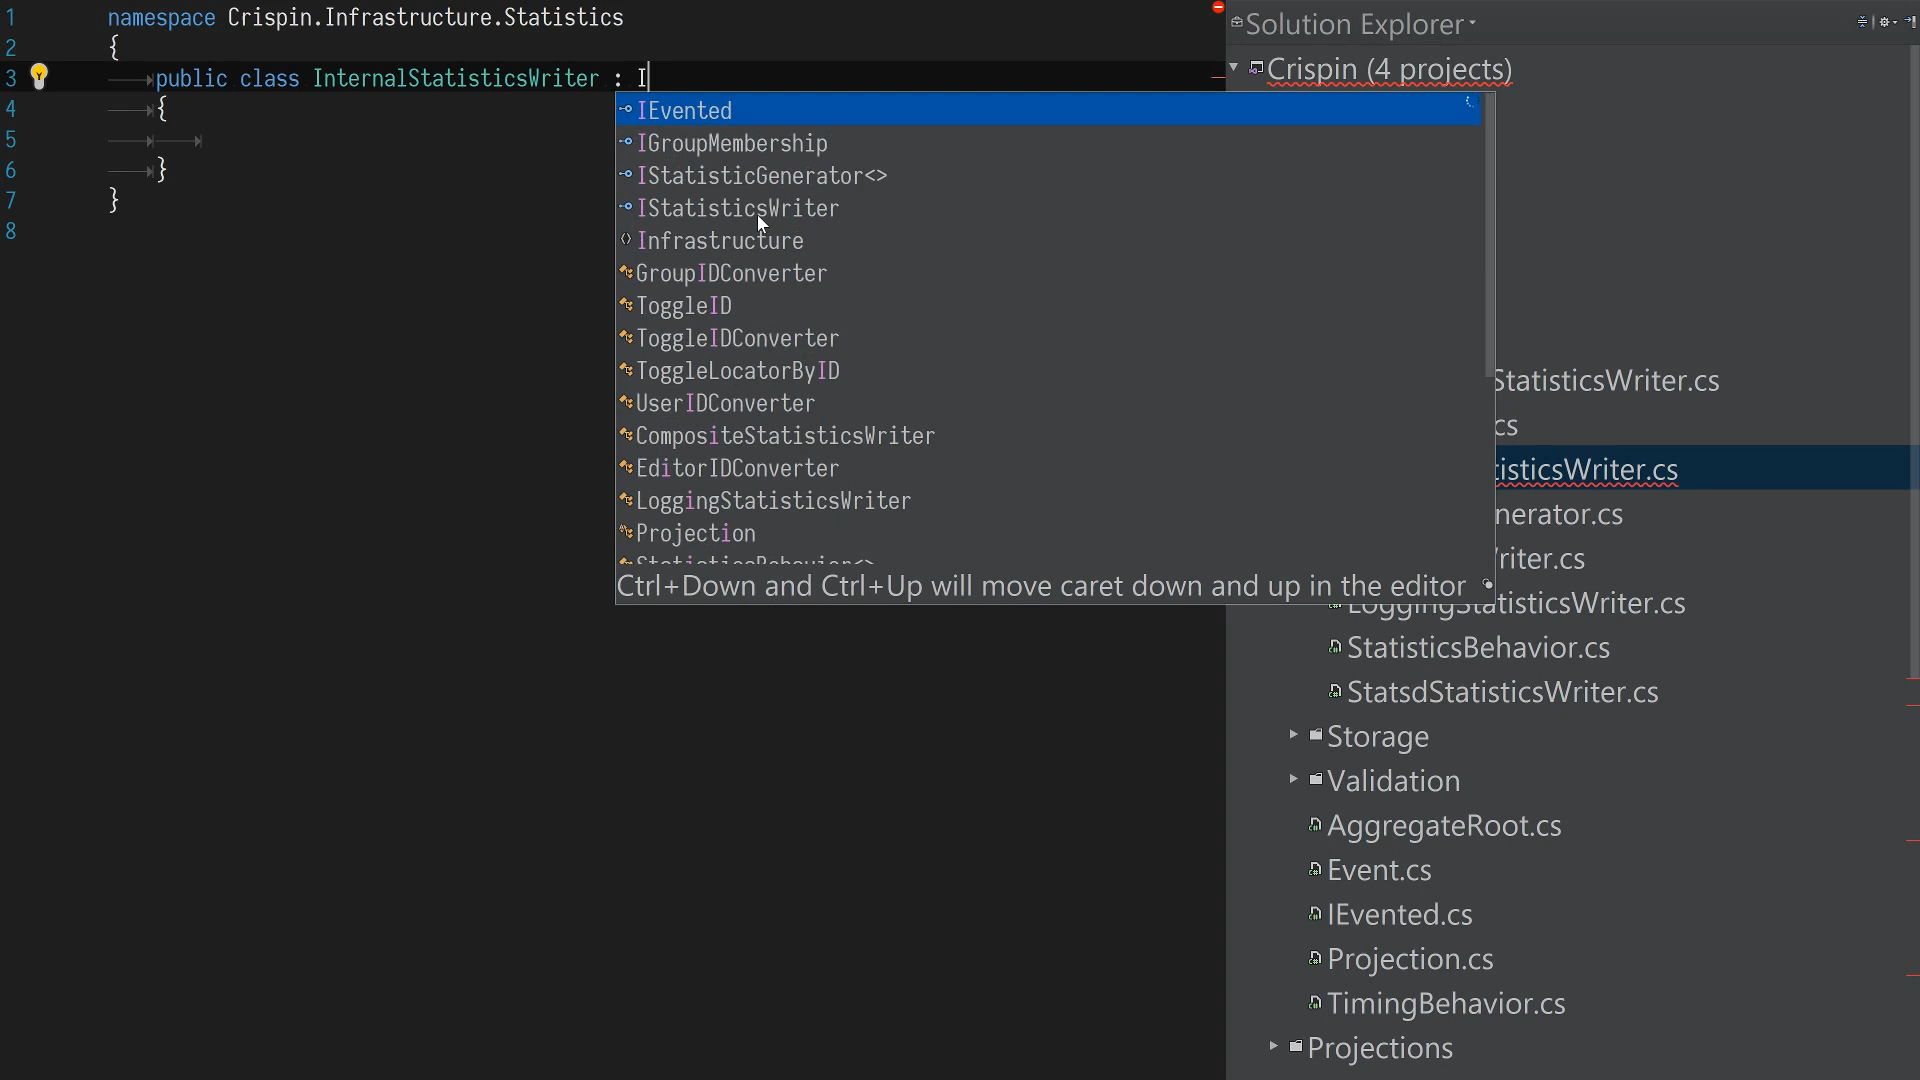 1 namespace Crispin.Infrastructure.Statistics
2 {
3 public class InternalStatisticsWriter : I
4 {
5
6 }
7 }
8
IEvented
IGroupMembership
IStatisticGenerator<>
IStatisticsWriter
Infrastructure
GroupIDConverter
ToggleID
ToggleIDConverter
ToggleLocatorByID
UserIDConverter
CompositeStatisticsWriter
EditorIDConverter
LoggingStatisticsWriter
Projection
StatisticsBehavior<>
Ctrl+Down and Ctrl+Up will move caret down and up in the editor
Solution Explorer
Crispin (4 projects)
StatisticsWriter.cs
cs
tisticsWriter.cs
nerator.cs
riter.cs
LoggingStatisticsWriter.cs
StatisticsBehavior.cs
StatsdStatisticsWriter.cs
Storage
Validation
AggregateRoot.cs
Event.cs
IEvented.cs
Projection.cs
TimingBehavior.cs
Projections